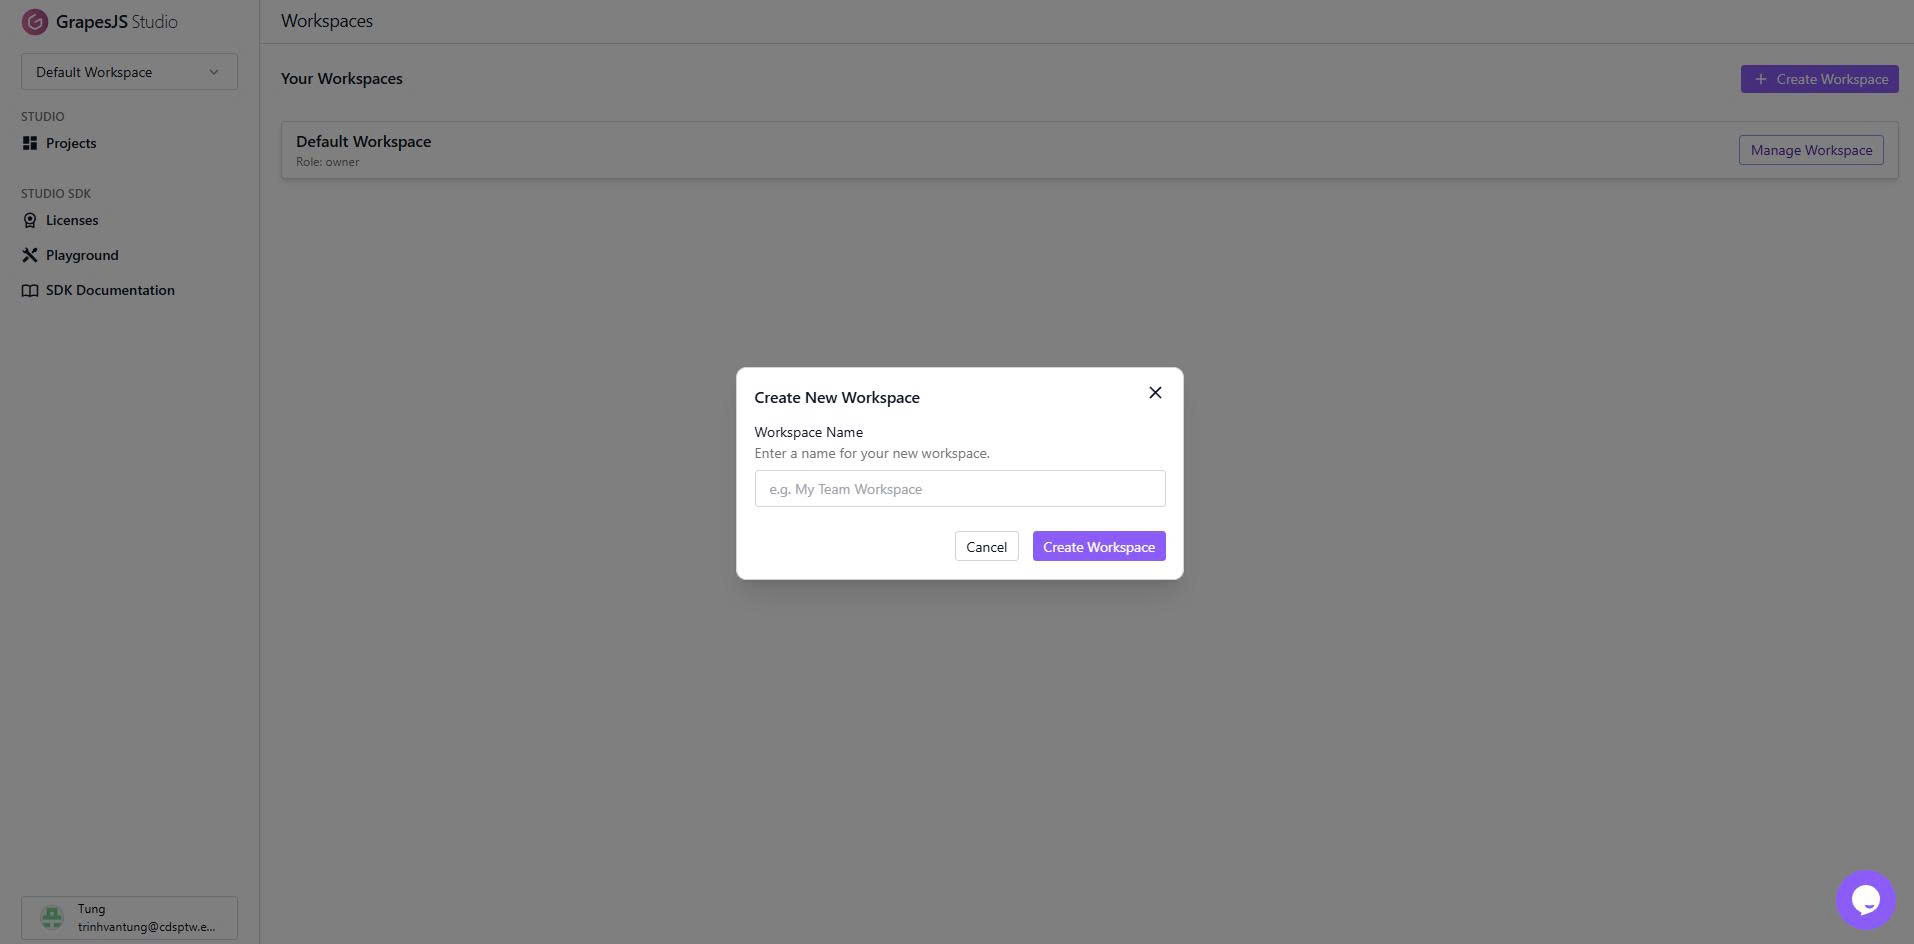 GrapesJS Studio
Workspaces
Default Workspace
Your Workspaces
Create Workspace
STUDIO
Projects
Default Workspace
Role: owner
Manage Workspace
STUDIO SDK
Licenses
Playground
SDK Documentation
Create New Workspace
Workspace Name
Enter a name for your new workspace.
e.g. My Team Workspace
Cancel
Create Workspace
Tung
trinhvantung@cdsptw.e...